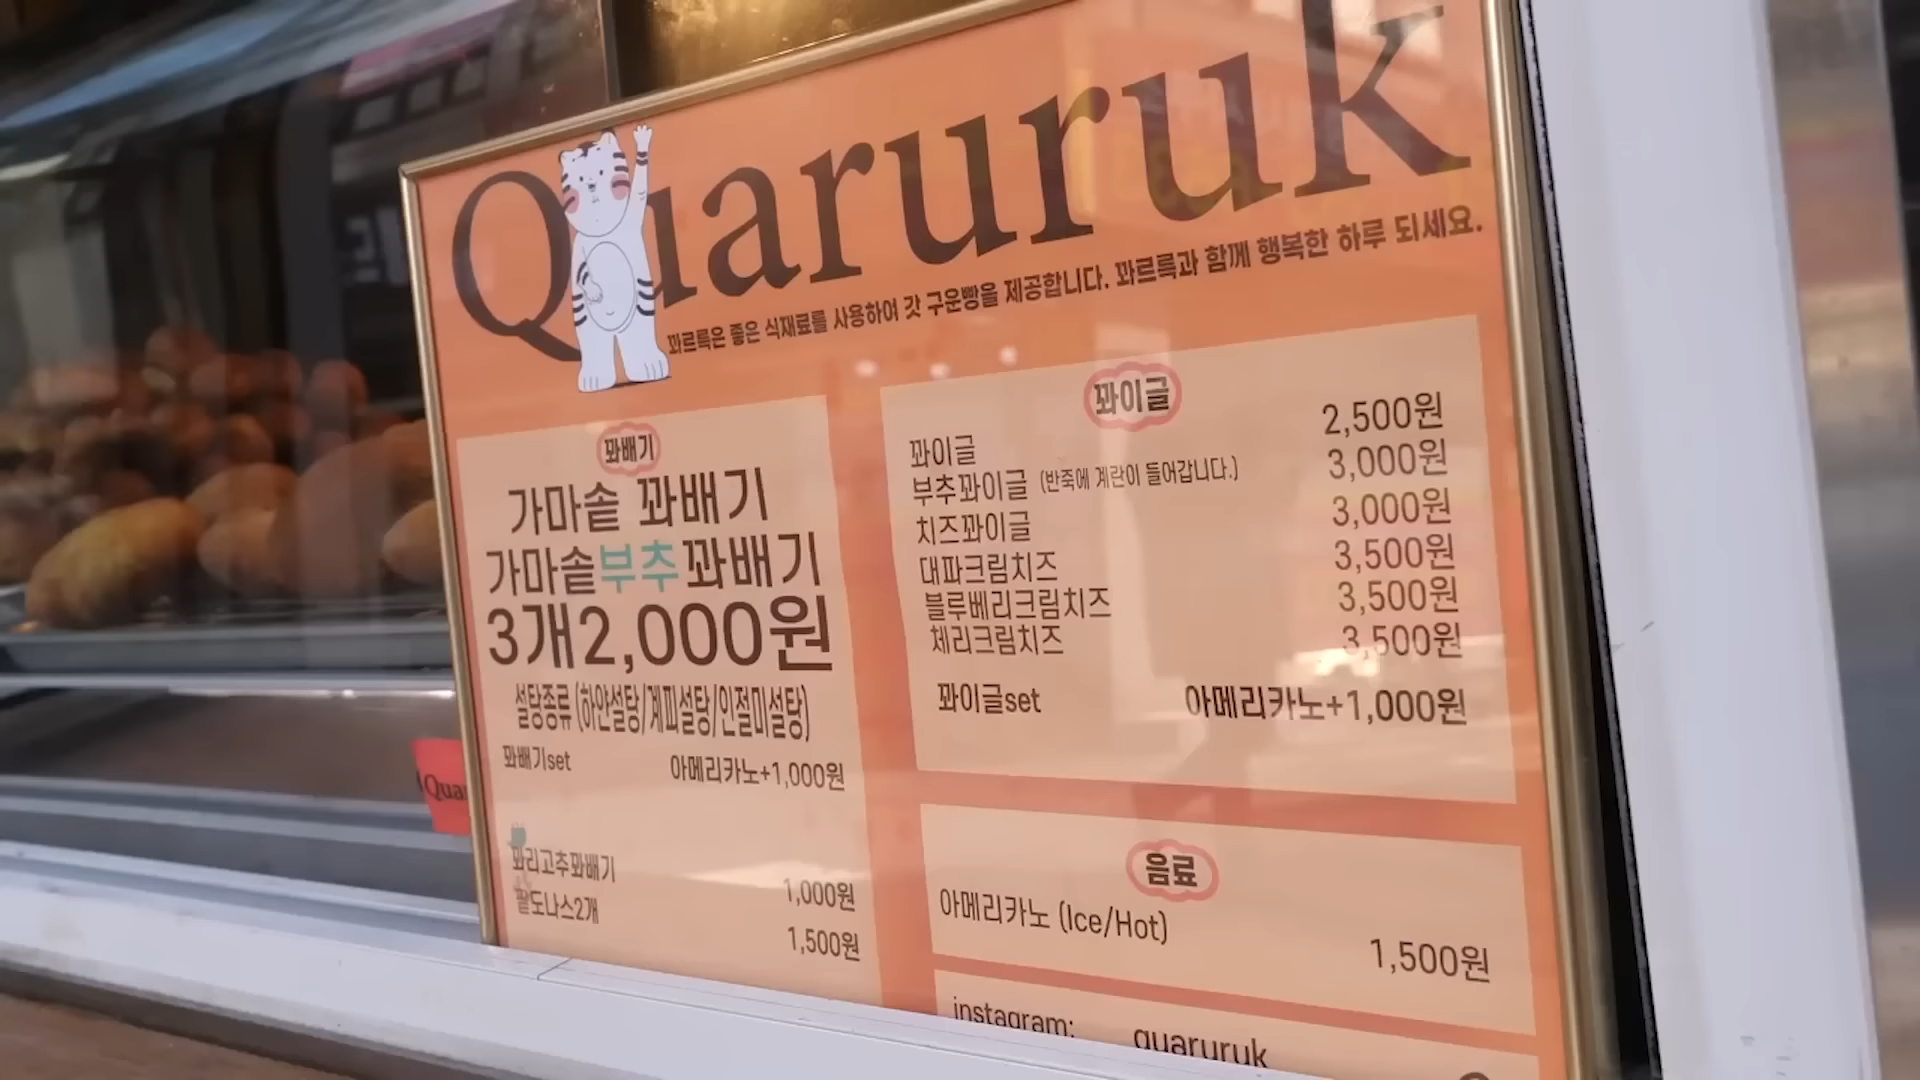 Quaruruk
꽈르륵은 좋은 식재료를 사용하여 갓 구운빵을 제공합니다. 꽈르륵과 함께 행복한 하루 되세요.
꽈배기
가마솥 꽈배기
가마솥부추꽈배기
3개2,000원
설탕종류 (하얀설탕/계피설탕/인절미설탕)
꽈배기set 아메리카노+1,000원
꽈리고추꽈배기 1,000원
팥도나스2개 1,500원
꽈이글
꽈이글 2,500원
부추꽈이글 (반죽에 계란이 들어갑니다.) 3,000원
치즈꽈이글 3,000원
대파크림치즈 3,500원
블루베리크림치즈 3,500원
체리크림치즈 3,500원
꽈이글set 아메리카노+1,000원
음료
아메리카노 (Ice/Hot) 1,500원
instagram: quaruruk
Qua